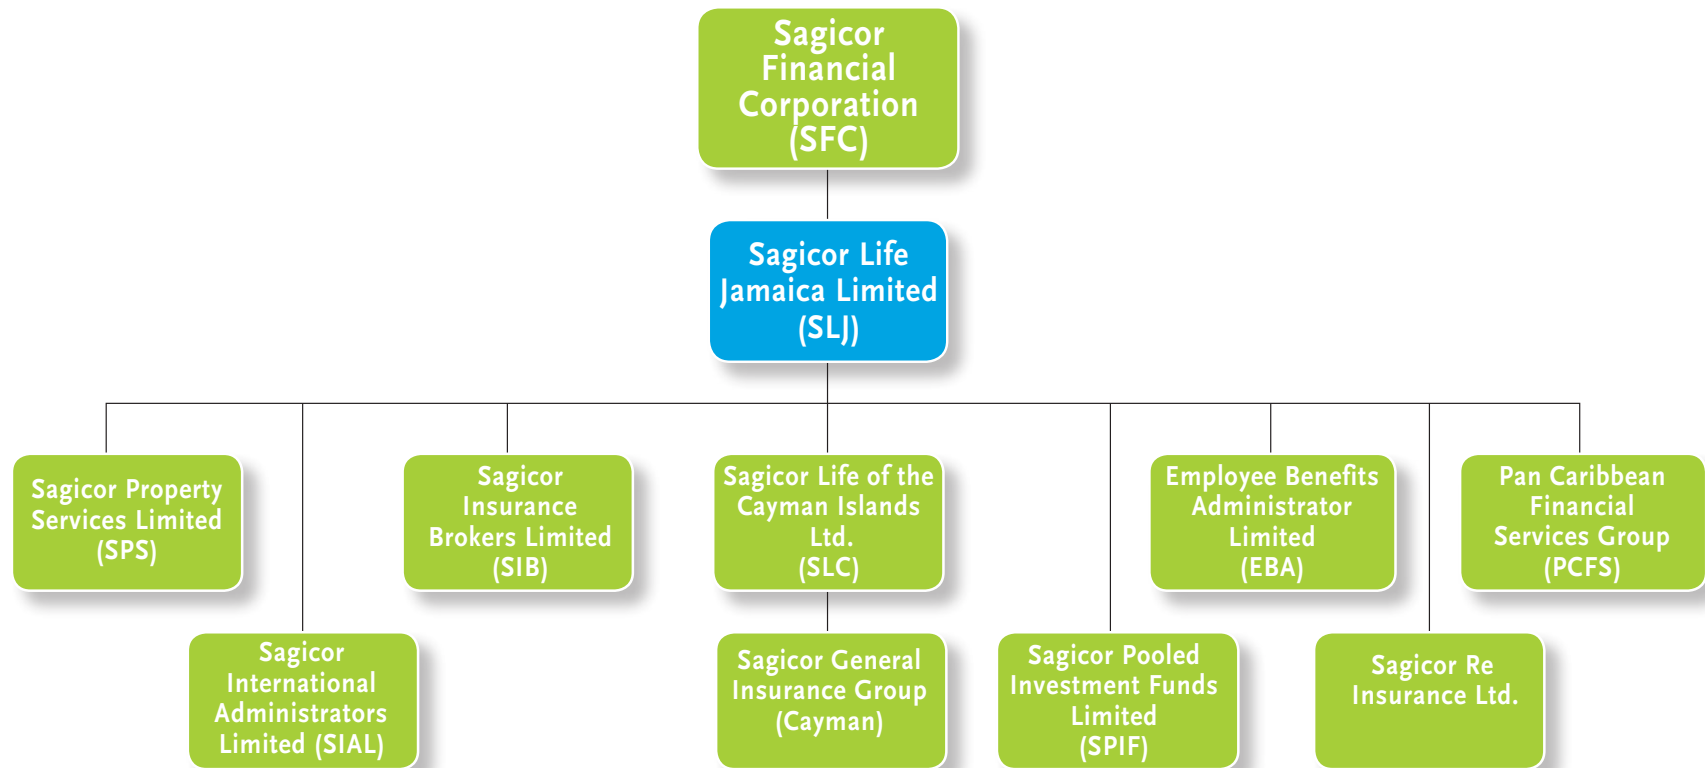 Sagicor
Financial
Corporation
(SFC)
Sagicor Life
Jamaica Limited
(SLJ)
Sagicor Property
Services Limited
(SPS)
Sagicor
Insurance
Brokers Limited
(SIB)
Sagicor Life of the
Cayman Islands
Ltd.
(SLC)
Employee Benefits
Administrator
Limited
(EBA)
Pan Caribbean
Financial
Services Group
(PCFS)
Sagicor
International
Administrators
Limited (SIAL)
Sagicor General
Insurance Group
(Cayman)
Sagicor Pooled
Investment Funds
Limited
(SPIF)
Sagicor Re
Insurance Ltd.